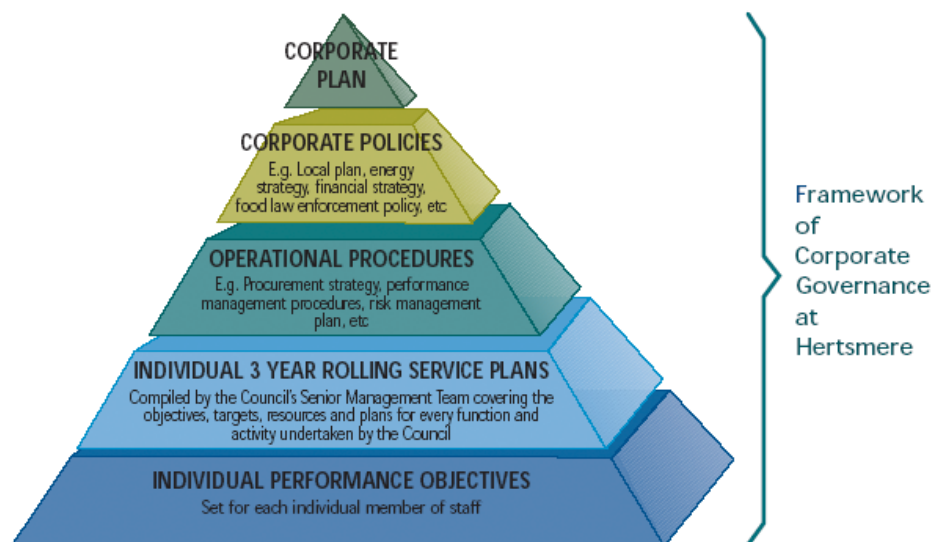 CORPORATE
PLAN
CORPORATE POLICIES
E.g. Local plan, energy
strategy, financial strategy,
food law enforcement policy, etc
OPERATIONAL PROCEDURES
E.g. Procurement strategy, performance
management procedures, risk management
plan, etc
INDIVIDUAL 3 YEAR ROLLING SERVICE PLANS
Compiled by the Council's Senior Management Team covering the
objectives, targets, resources and plans for every function and
activity undertaken by the Council
INDIVIDUAL PERFORMANCE OBJECTIVES
Set for each individual member of staff
Framework
of
Corporate
Governance
at
Hertsmere